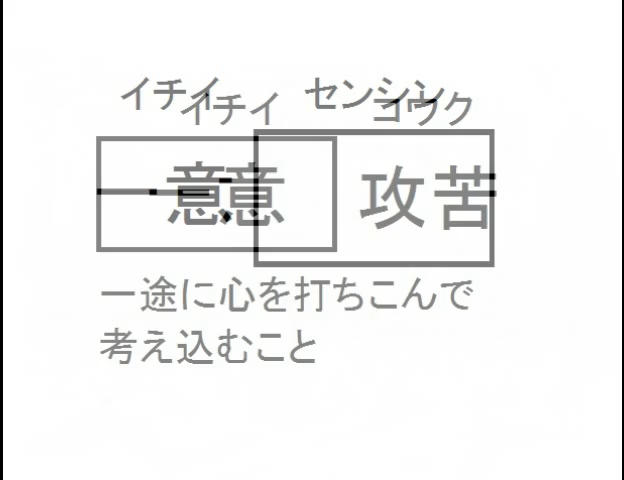 イチイ センシン
イチイ コウク
一意
一意 攻苦
一途に心を打ちこんで
考え込むこと